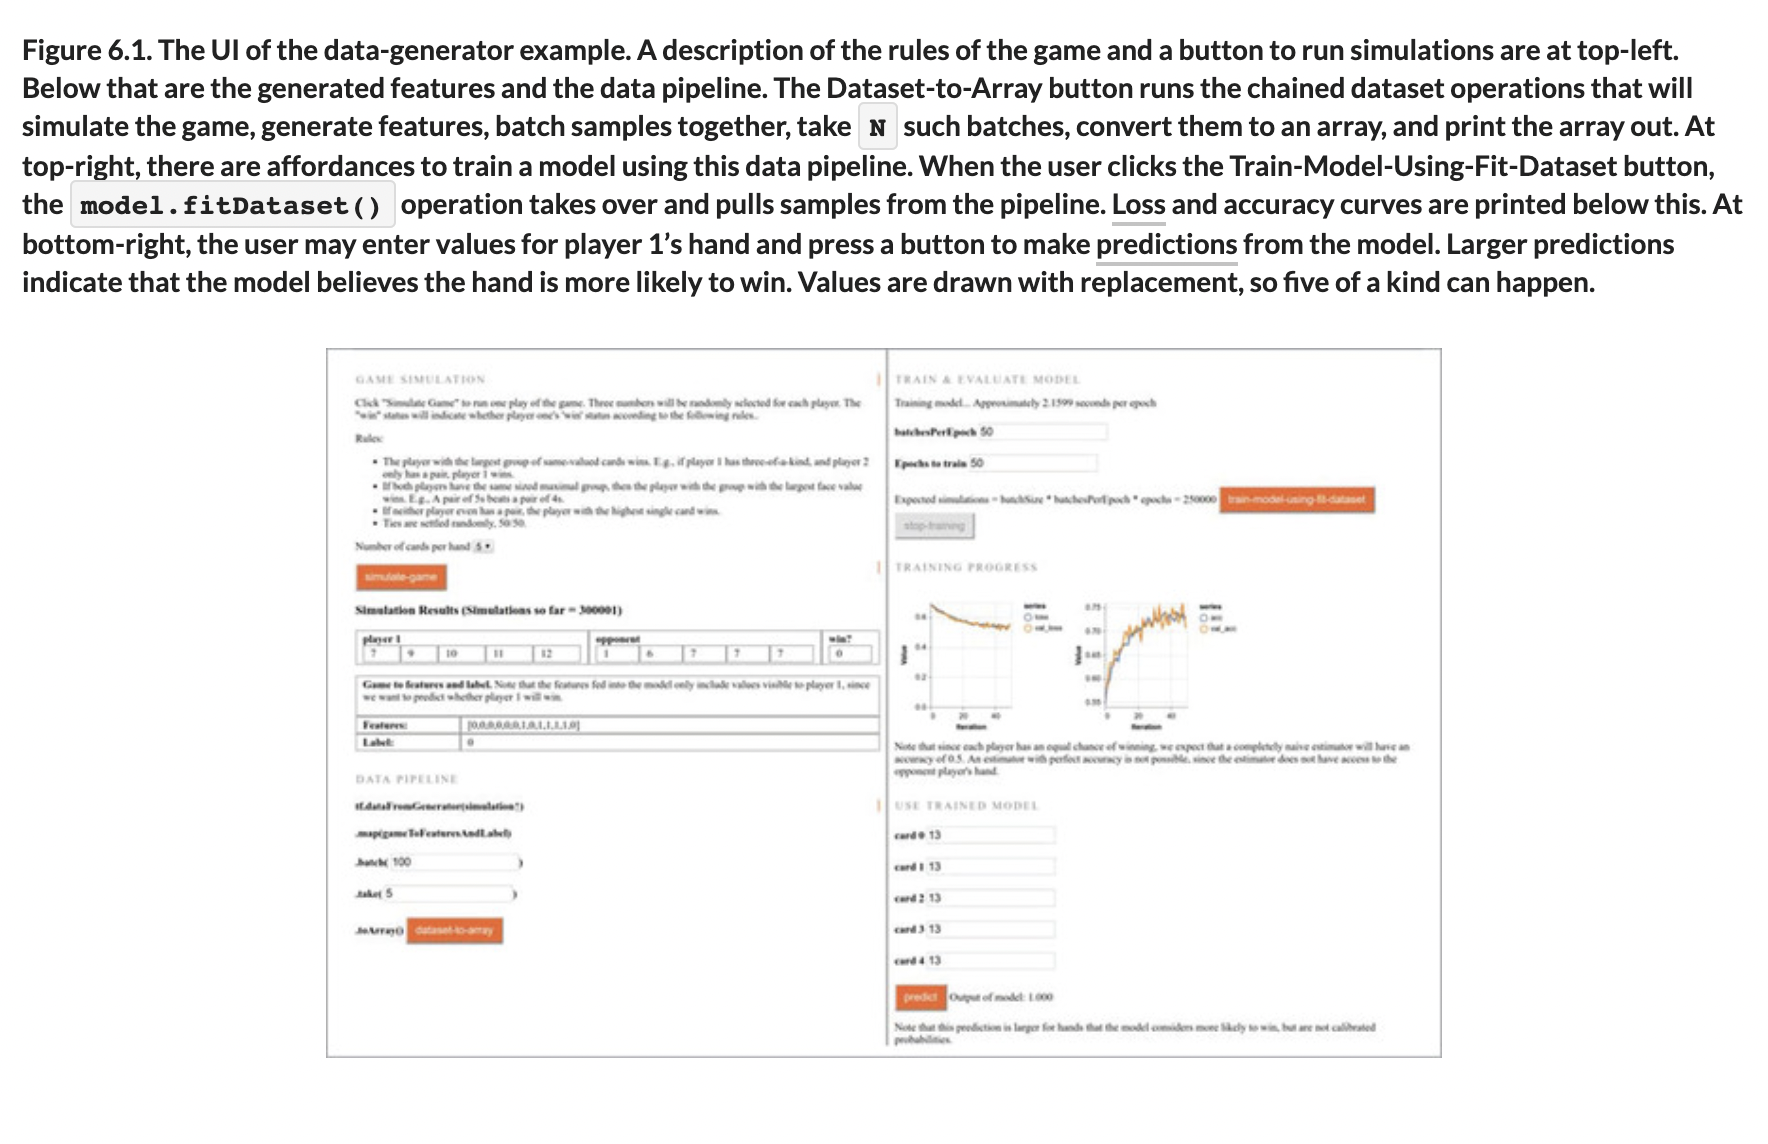 Figure 6.1. The UI of the data-generator example. A description of the rules of the game and a button to run simulations are at top-left.
Below that are the generated features and the data pipeline. The Dataset-to-Array button runs the chained dataset operations that will
simulate the game, generate features, batch samples together, take N such batches, convert them to an array, and print the array out. At
top-right, there are affordances to train a model using this data pipeline. When the user clicks the Train-Model-Using-Fit-Dataset button,
the model.fitDataset() operation takes over and pulls samples from the pipeline. Loss and accuracy curves are printed below this. At
bottom-right, the user may enter values for player 1’s hand and press a button to make predictions from the model. Larger predictions
indicate that the model believes the hand is more likely to win. Values are drawn with replacement, so five of a kind can happen.
GAME SIMULATION
Click "Simulate Game" to run one play of the game. Three numbers will be randomly selected for each player. The
"win" status will indicate whether player one's 'win' status according to the following rules..
Rules:
• The player with the largest group of same-valued cards wins. E.g., if player 1 has three-of-a-kind, and player 2
only has a pair, player 1 wins.
• If both players have the same sized maximal group, then the player with the group with the largest face value
wins. E.g., A pair of 5s beats a pair of 4s.
• If neither player even has a pair, the player with the highest single card wins.
• Ties are settled randomly, 50/50.
Number of cards per hand 5
simulate-game
Simulation Results (Simulations so far = 300001)
player 1 opponent win?
7 9 10 11 12 1 6 7 7 7 0
Game to features and label. Note that the features fed into the model only include values visible to player 1, since
we want to predict whether player 1 will win.
Features: [0,0,0,0,0,0,1,0,1,1,1,1,0]
Label: 0
DATA PIPELINE
tf.dataFromGenerator(simulation*)
.map(gameToFeaturesAndLabel)
.batch( 100 )
.take( 5 )
.toArray() dataset-to-array
TRAIN & EVALUATE MODEL
Training model... Approximately 2.1599 seconds per epoch
batchesPerEpoch 50
Epochs to train 50
Expected simulations = batchSize * batchesPerEpoch * epochs = 250000 train-model-using-fit-dataset
stop-training
TRAINING PROGRESS
Value
0.6
0.4
0.2
0.0
0 20 40
Iteration
series
loss
val_loss
Value
0.75
0.70
0.65
0.60
0.55
0 20 40
Iteration
series
acc
val_acc
Note that since each player has an equal chance of winning, we expect that a completely naive estimator will have an
accuracy of 0.5. An estimator with perfect accuracy is not possible, since the estimator does not have access to the
opponent player's hand.
USE TRAINED MODEL
card 0 13
card 1 13
card 2 13
card 3 13
card 4 13
predict Output of model: 1.000
Note that this prediction is larger for hands that the model considers more likely to win, but are not calibrated
probabilities.